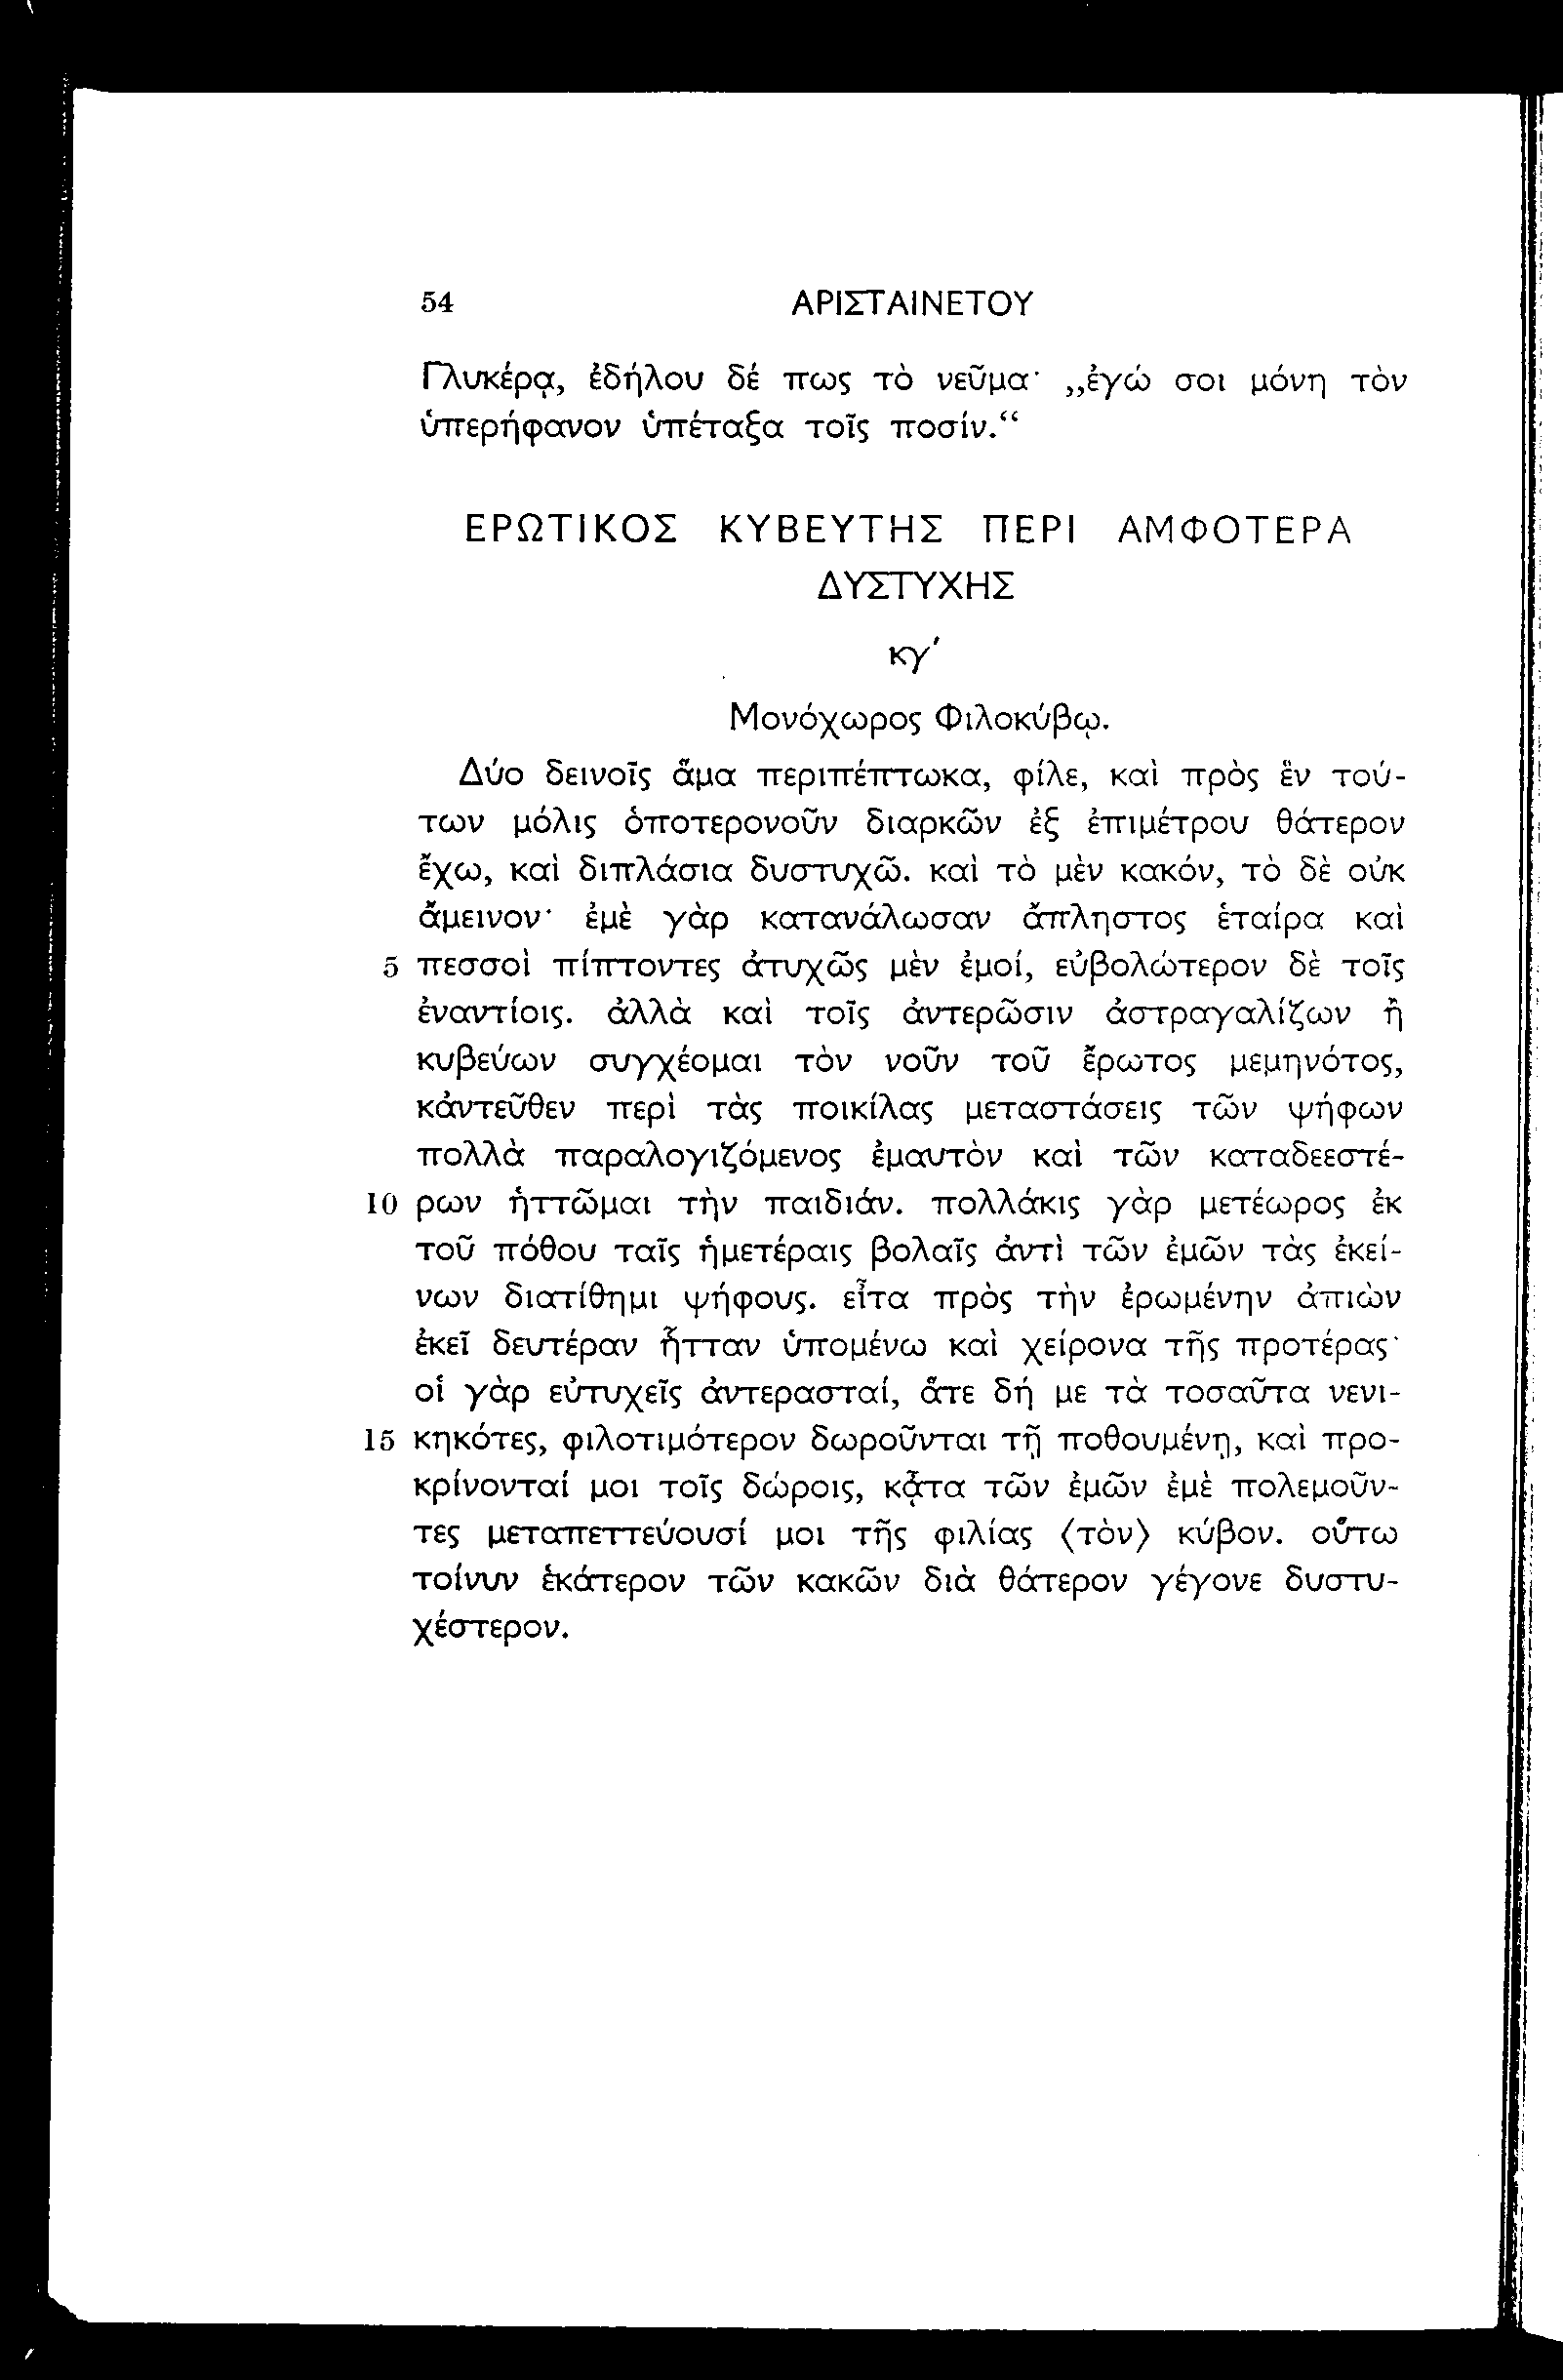 54 ΑΡΙΣΤΑΙΝΕΤΟΥ
Γλυκέρᾳ, ἐδήλου δέ πως τὸ νεῦμα· „ἐγώ σοι μόνη τὸν
ὑπερήφανον ὑπέταξα τοῖς ποσίν.“
ΕΡΩΤΙΚΟΣ ΚΥΒΕΥΤΗΣ ΠΕΡΙ ΑΜΦΟΤΕΡΑ
ΔΥΣΤΥΧΗΣ
κγ′
Μονόχωρος Φιλοκύβῳ.
Δύο δεινοῖς ἅμα περιπέπτωκα, φίλε, καὶ πρὸς ἓν τού-
των μόλις ὁποτερονοῦν διαρκῶν ἐξ ἐπιμέτρου θάτερον
ἔχω, καὶ διπλάσια δυστυχῶ. καὶ τὸ μὲν κακόν, τὸ δὲ οὐκ
ἄμεινον· ἐμὲ γὰρ κατανάλωσαν ἄπληστος ἑταίρα καὶ
5 πεσσοὶ πίπτοντες ἀτυχῶς μὲν ἐμοί, εὐβολώτερον δὲ τοῖς
ἐναντίοις. ἀλλὰ καὶ τοῖς ἀντερῶσιν ἀστραγαλίζων ἢ
κυβεύων συγχέομαι τὸν νοῦν τοῦ ἔρωτος μεμηνότος,
κἀντεῦθεν περὶ τὰς ποικίλας μεταστάσεις τῶν ψήφων
πολλὰ παραλογιζόμενος ἐμαυτὸν καὶ τῶν καταδεεστέ-
10 ρων ἡττῶμαι τὴν παιδιάν. πολλάκις γὰρ μετέωρος ἐκ
τοῦ πόθου ταῖς ἡμετέραις βολαῖς ἀντὶ τῶν ἐμῶν τὰς ἐκεί-
νων διατίθημι ψήφους. εἶτα πρὸς τὴν ἐρωμένην ἀπιὼν
ἐκεῖ δευτέραν ἧτταν ὑπομένω καὶ χείρονα τῆς προτέρας·
οἱ γὰρ εὐτυχεῖς ἀντερασταί, ἅτε δή με τὰ τοσαῦτα νενι-
15 κηκότες, φιλοτιμότερον δωροῦνται τῇ ποθουμένῃ, καὶ προ-
κρίνονταί μοι τοῖς δώροις, κᾆτα τῶν ἐμῶν ἐμὲ πολεμοῦν-
τες μεταπεττεύουσί μοι τῆς φιλίας ⟨τὸν⟩ κύβον. οὕτω
τοίνυν ἑκάτερον τῶν κακῶν διὰ θάτερον γέγονε δυστυ-
χέστερον.